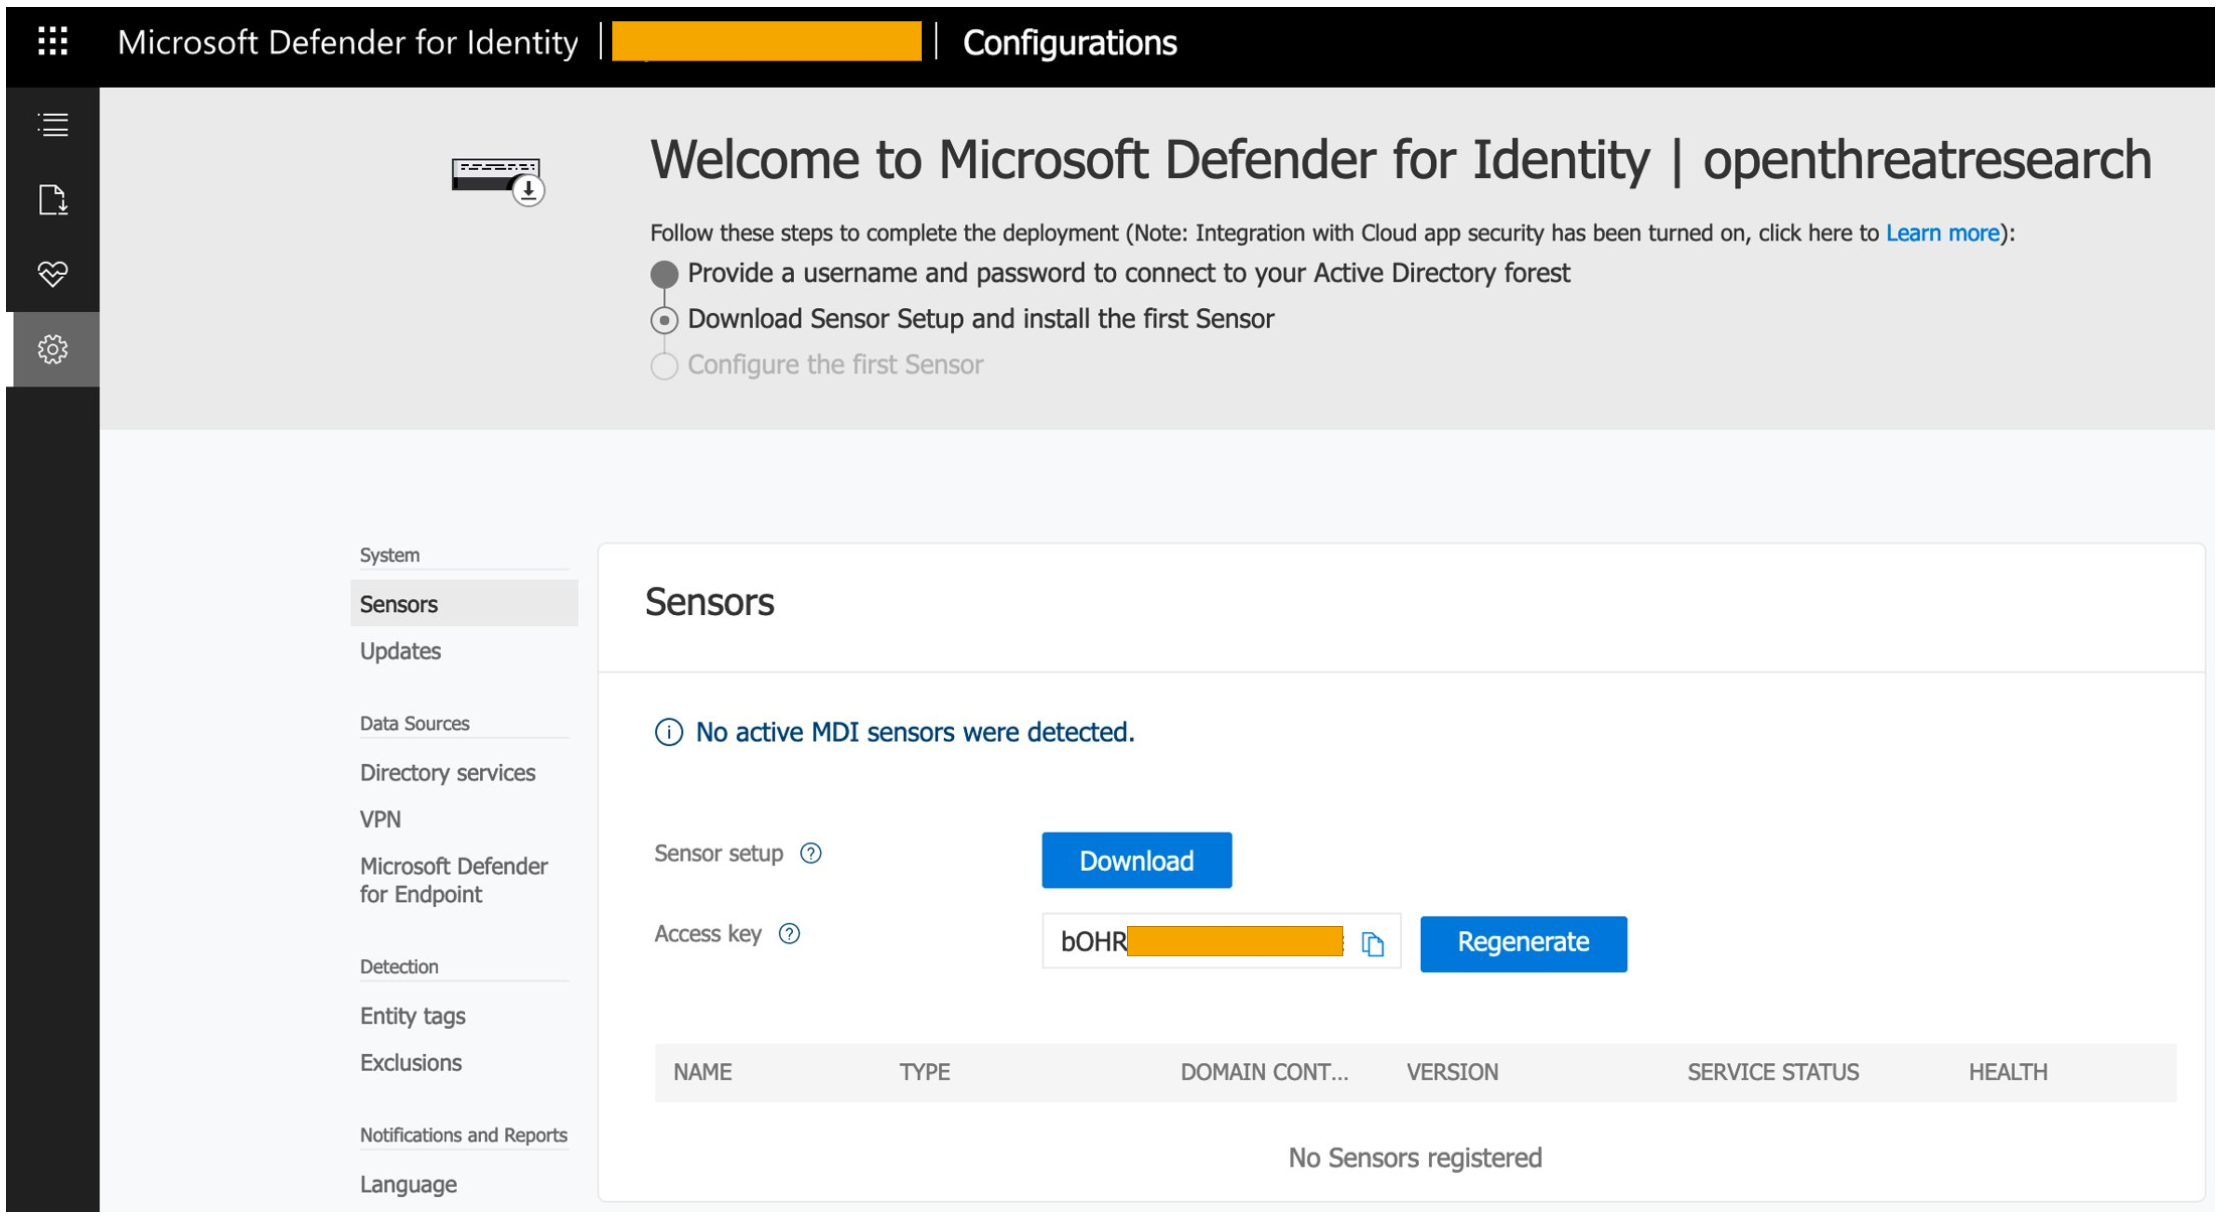 Microsoft Defender for Identity | | Configurations
Welcome to Microsoft Defender for Identity | openthreatresearch
Follow these steps to complete the deployment (Note: Integration with Cloud app security has been turned on, click here to Learn more):
Provide a username and password to connect to your Active Directory forest
Download Sensor Setup and install the first Sensor
Configure the first Sensor
System
Sensors
Updates
Data Sources
Directory services
VPN
Microsoft Defender
for Endpoint
Detection
Entity tags
Exclusions
Notifications and Reports
Language
Sensors
No active MDI sensors were detected.
Sensor setup Download
Access key bOHR Regenerate
NAME TYPE DOMAIN CONT... VERSION SERVICE STATUS HEALTH
No Sensors registered